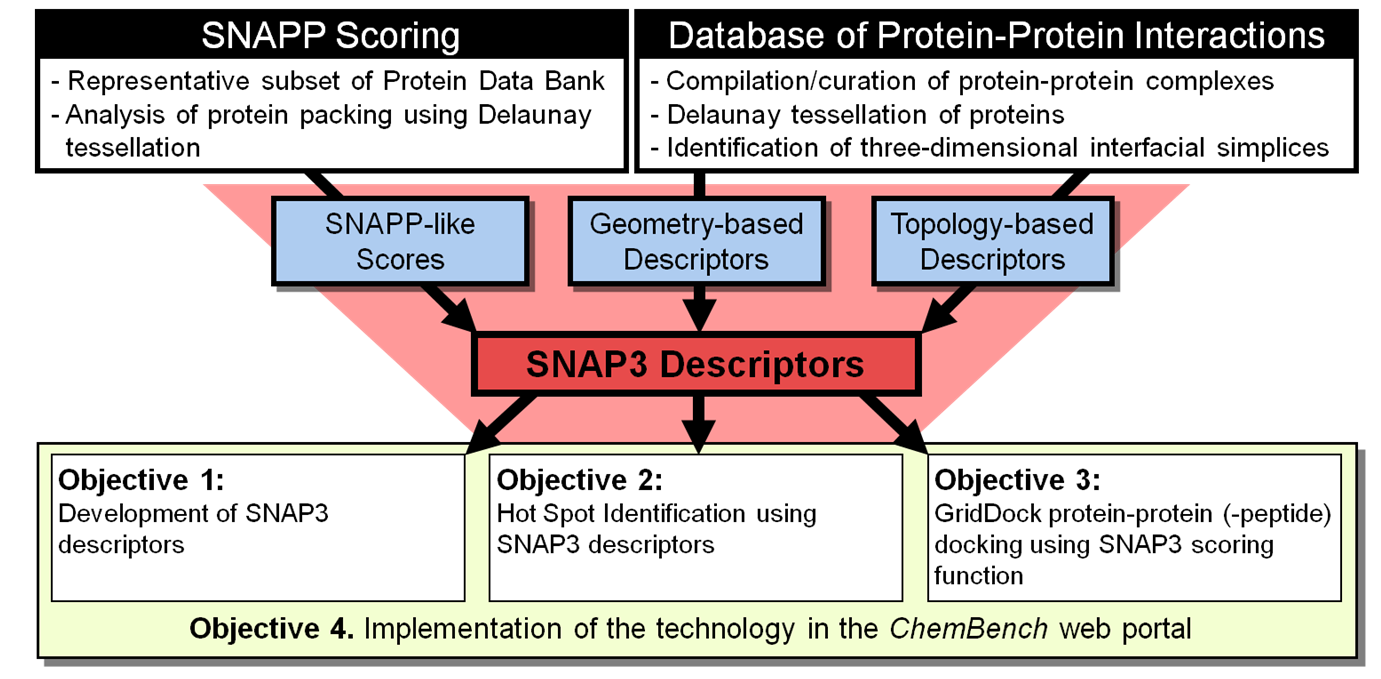 SNAPP Scoring
- Representative subset of Protein Data Bank
- Analysis of protein packing using Delaunay
tessellation
Database of Protein-Protein Interactions
- Compilation/curation of protein-protein complexes
- Delaunay tessellation of proteins
- Identification of three-dimensional interfacial simplices
SNAPP-like
Scores
Geometry-based
Descriptors
Topology-based
Descriptors
SNAP3 Descriptors
Objective 1:
Development of SNAP3
descriptors
Objective 2:
Hot Spot Identification using
SNAP3 descriptors
Objective 3:
GridDock protein-protein (-peptide)
docking using SNAP3 scoring
function
Objective 4. Implementation of the technology in the ChemBench web portal